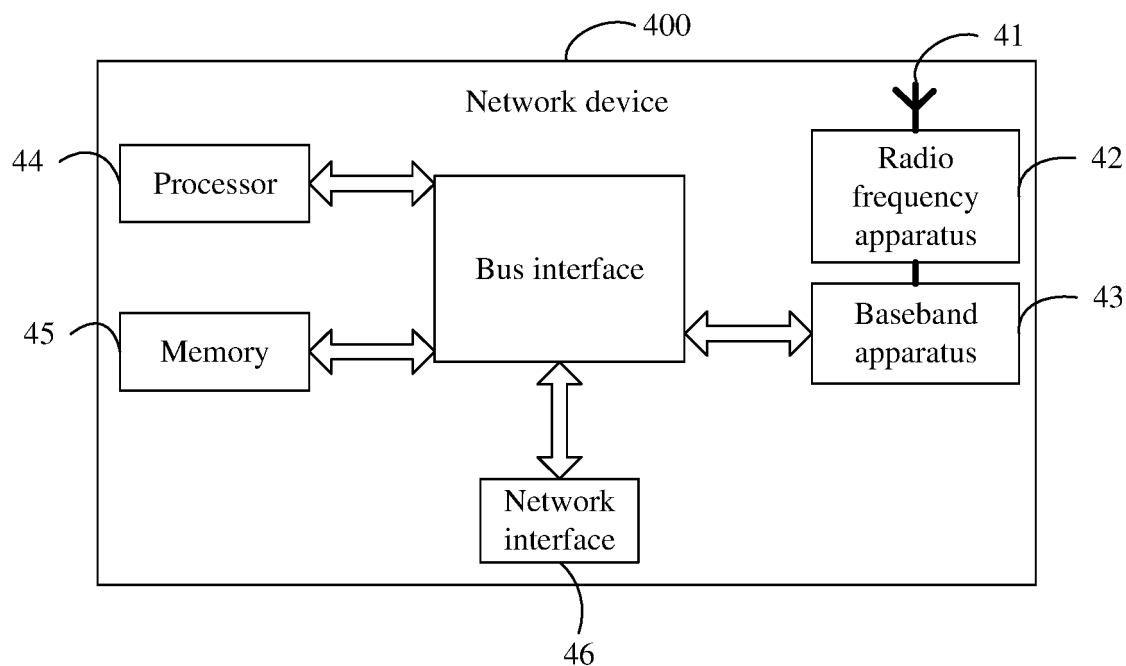 400
41
Network device
44
Processor
Radio
frequency
apparatus
42
Bus interface
45
Memory
Baseband
apparatus
43
Network
interface
46